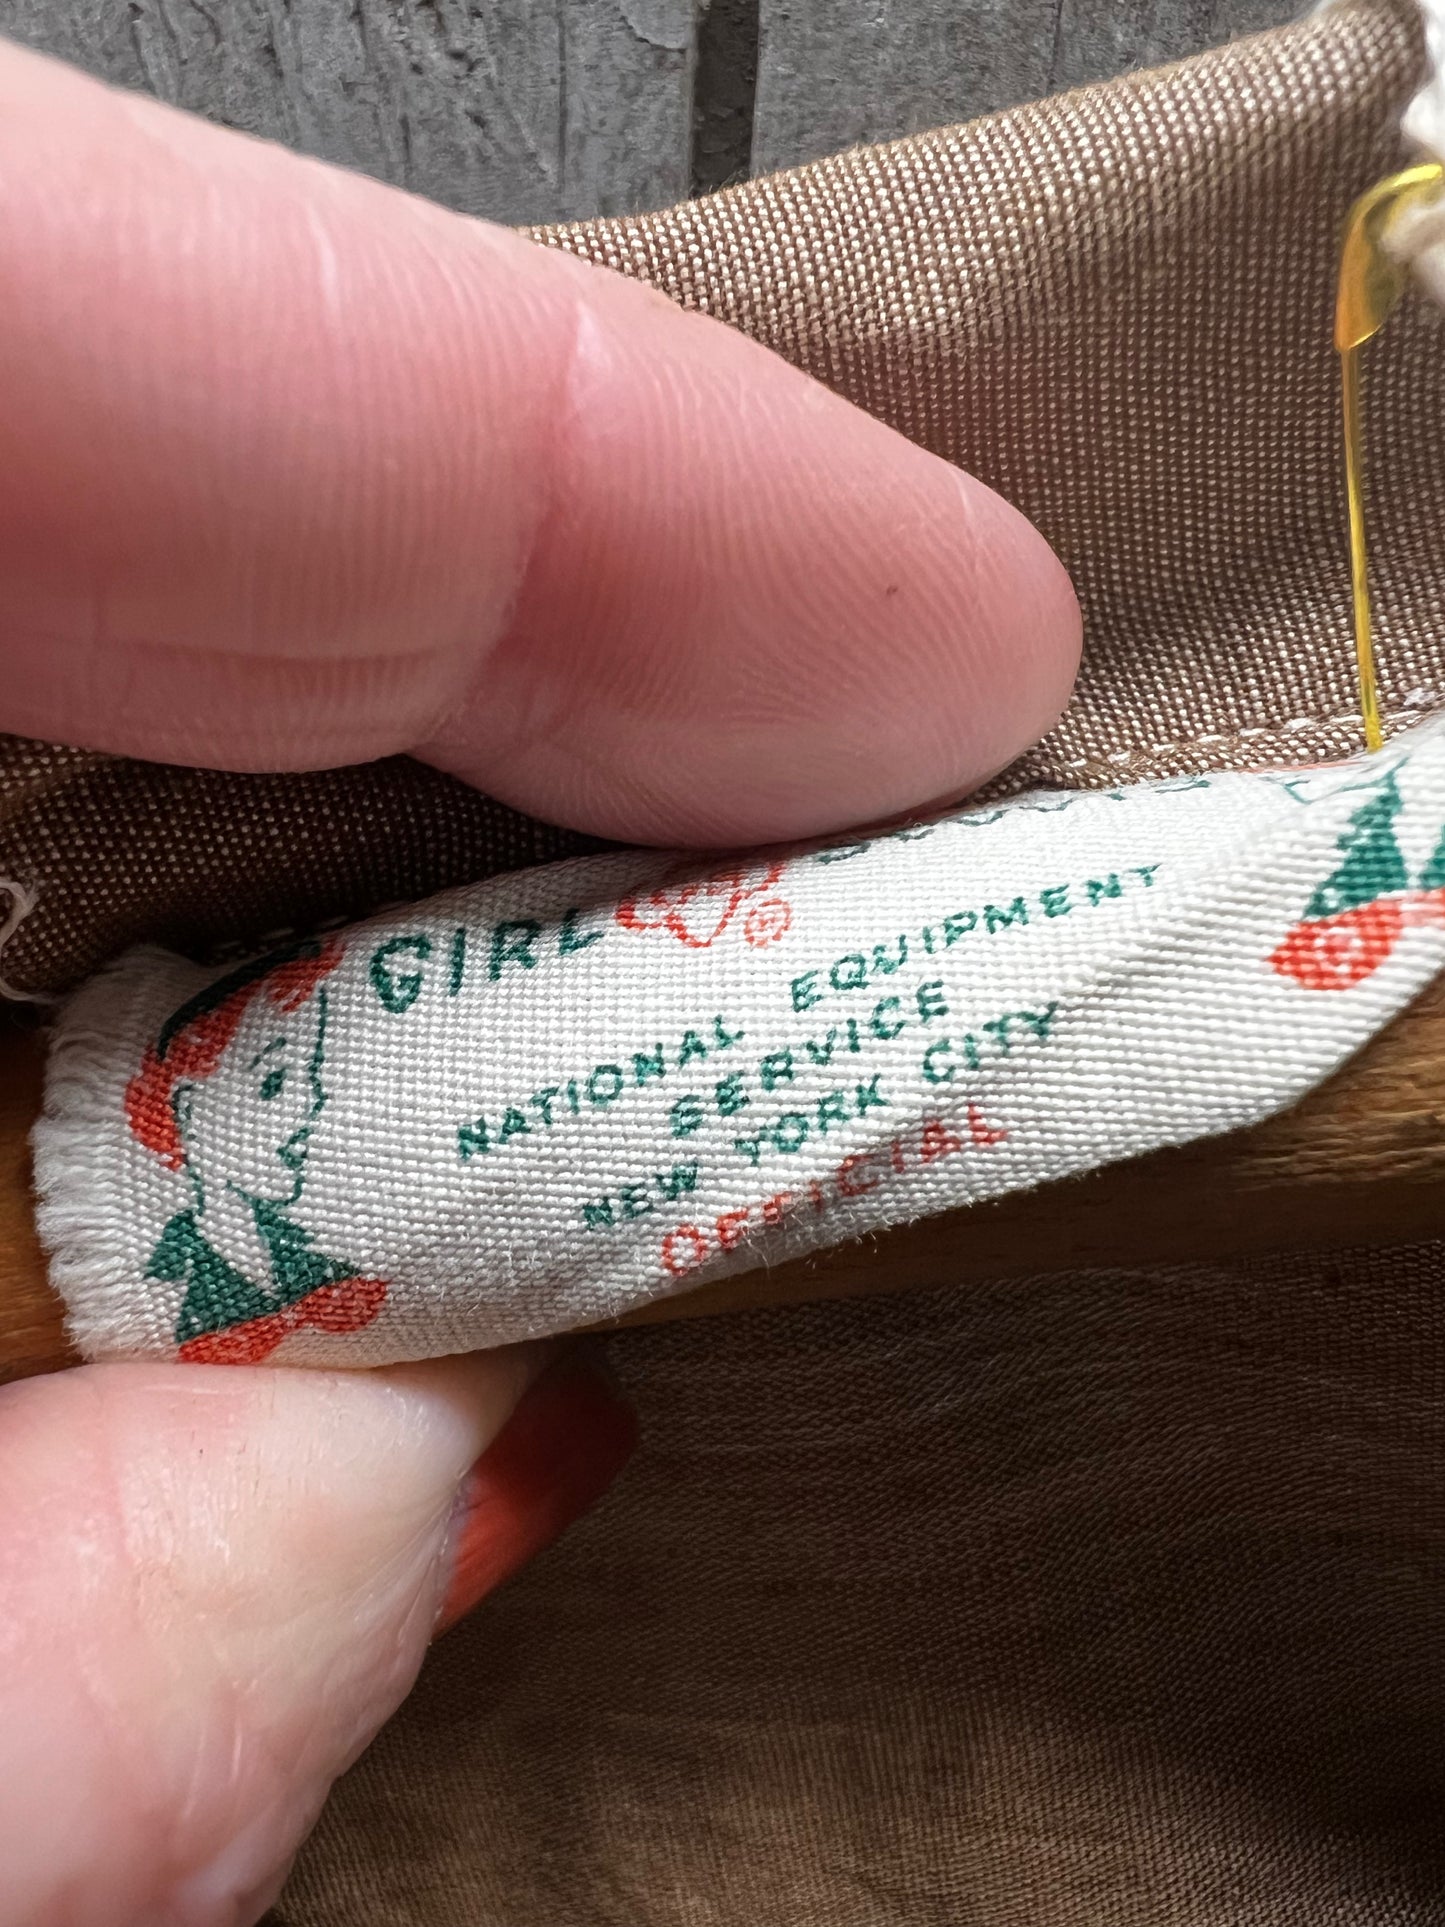 GIRL
®
NATIONAL EQUIPMENT
SERVICE
NEW YORK CITY
OFFICIAL